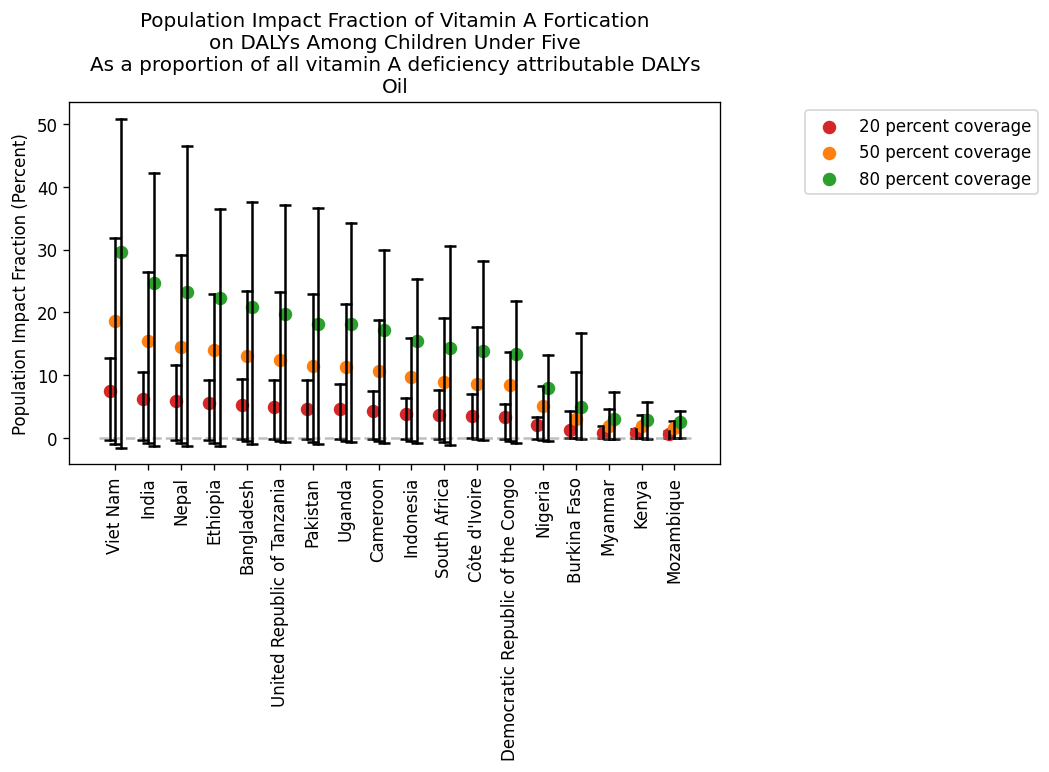 Population Impact Fraction of Vitamin A Fortication
on DALYs Among Children Under Five
As a proportion of all vitamin A deficiency attributable DALYs
Oil
Population Impact Fraction (Percent)
50
40
30
20
10
0
20 percent coverage
50 percent coverage
80 percent coverage
Viet Nam
India
Nepal
Ethiopia
Bangladesh
United Republic of Tanzania
Pakistan
Uganda
Cameroon
Indonesia
South Africa
Côte d'Ivoire
Democratic Republic of the Congo
Nigeria
Burkina Faso
Myanmar
Kenya
Mozambique